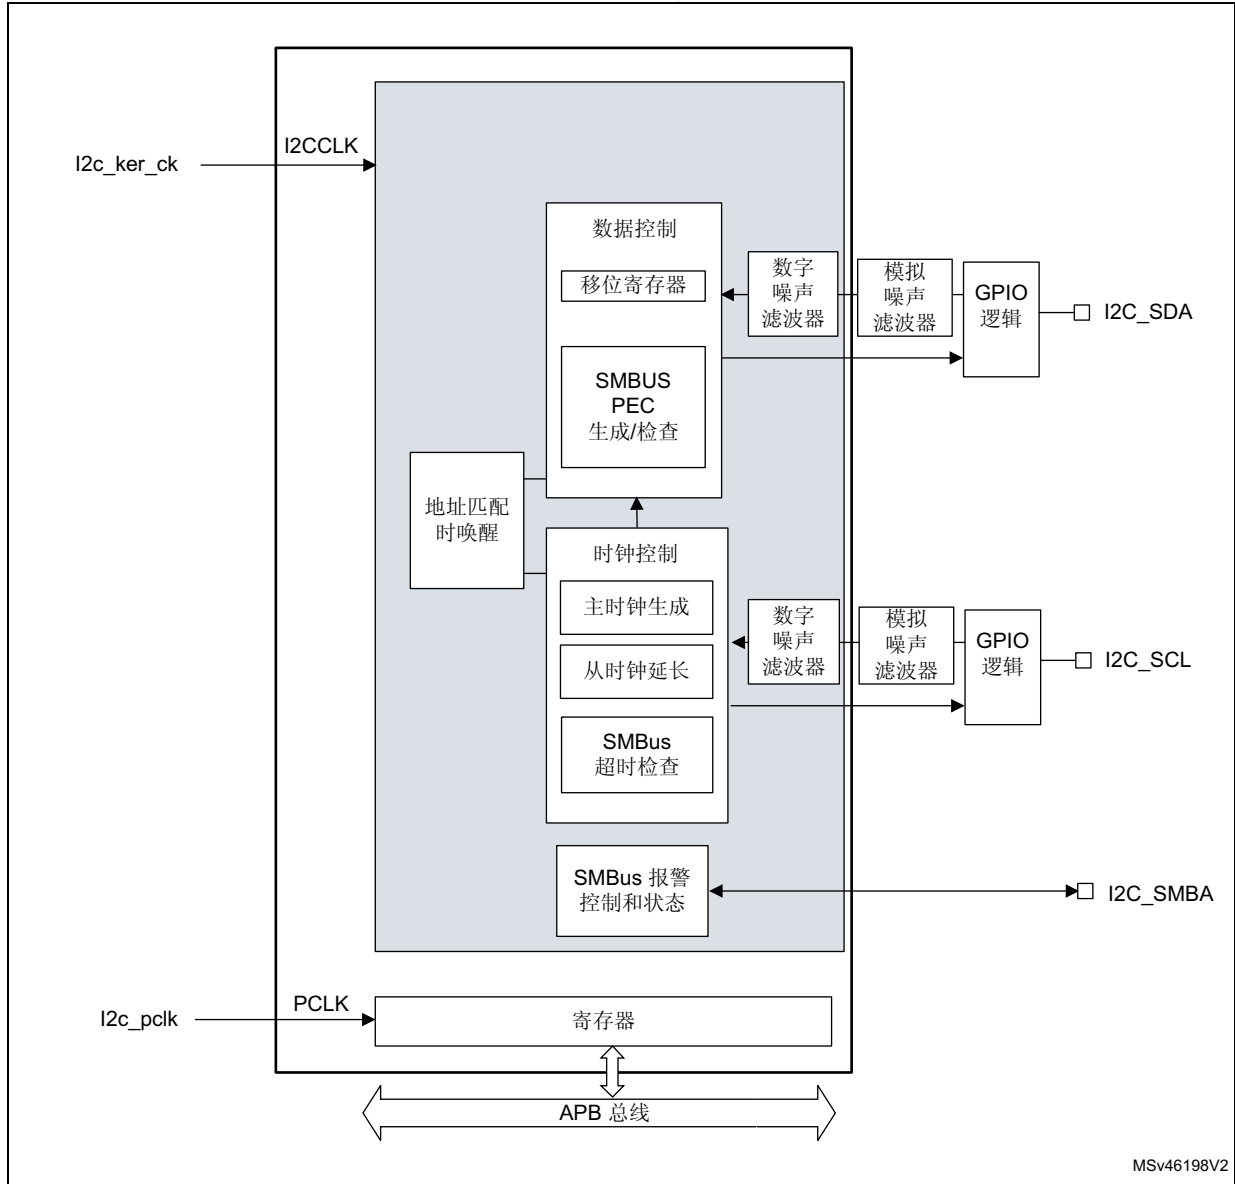 I2CCLK
I2c_ker_ck
数据控制
移位寄存器
数字
噪声
滤波器
模拟
噪声
滤波器
GPIO
逻辑
I2C_SDA
SMBUS
PEC
生成/检查
地址匹配
时唤醒
时钟控制
主时钟生成
从时钟延长
SMBus
超时检查
数字
噪声
滤波器
模拟
噪声
滤波器
GPIO
逻辑
I2C_SCL
SMBus 报警
控制和状态
I2C_SMBA
PCLK
I2c_pclk
寄存器
APB 总线
MSv46198V2